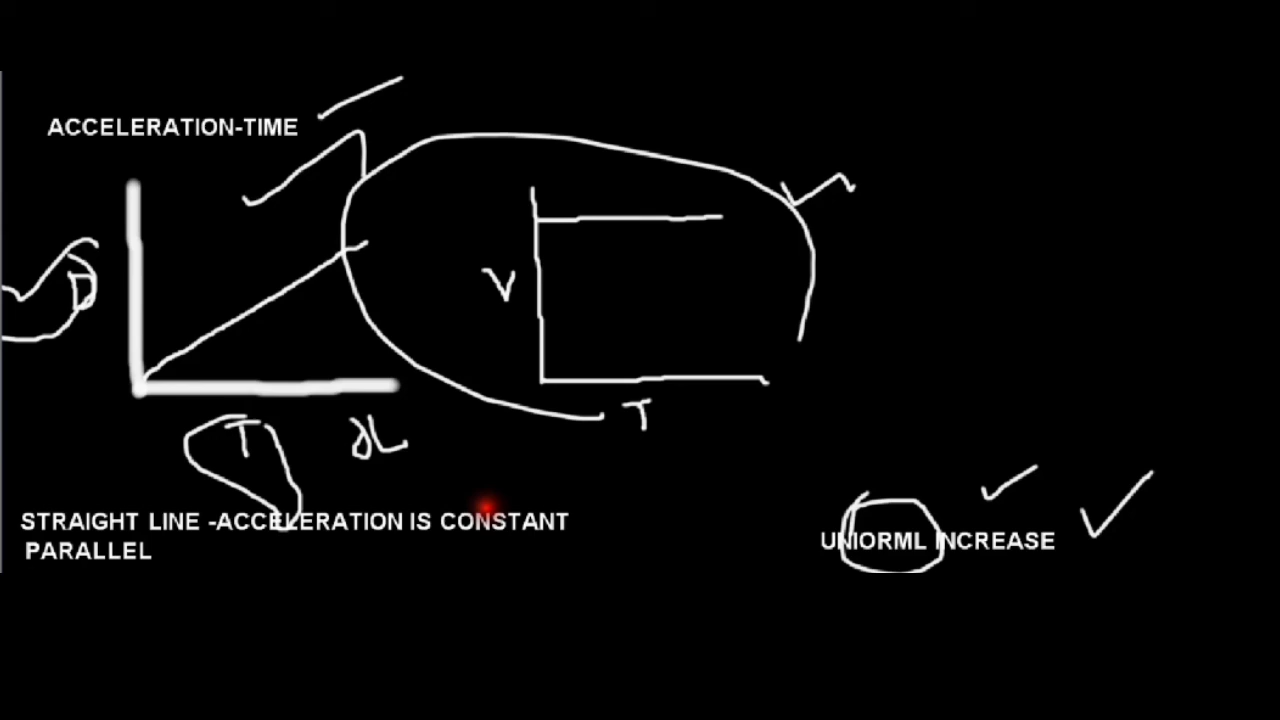 ACCELERATION-TIME
D
V
T
T
STRAIGHT LINE -ACCELERATION IS CONSTANT
PARALLEL
UNIORML INCREASE